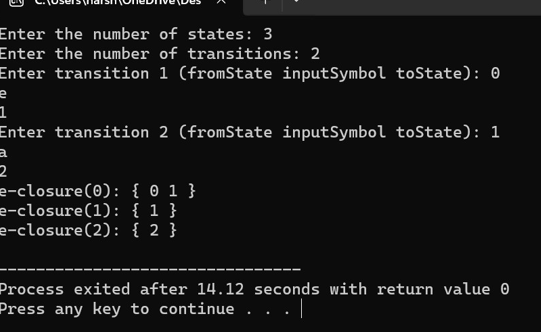 C:\Users\harsh\OneDrive\Des
Enter the number of states: 3
Enter the number of transitions: 2
Enter transition 1 (fromState inputSymbol toState): 0
e
1
Enter transition 2 (fromState inputSymbol toState): 1
a
2
e-closure(0): { 0 1 }
e-closure(1): { 1 }
e-closure(2): { 2 }
--------------------------------
Process exited after 14.12 seconds with return value 0
Press any key to continue . . .